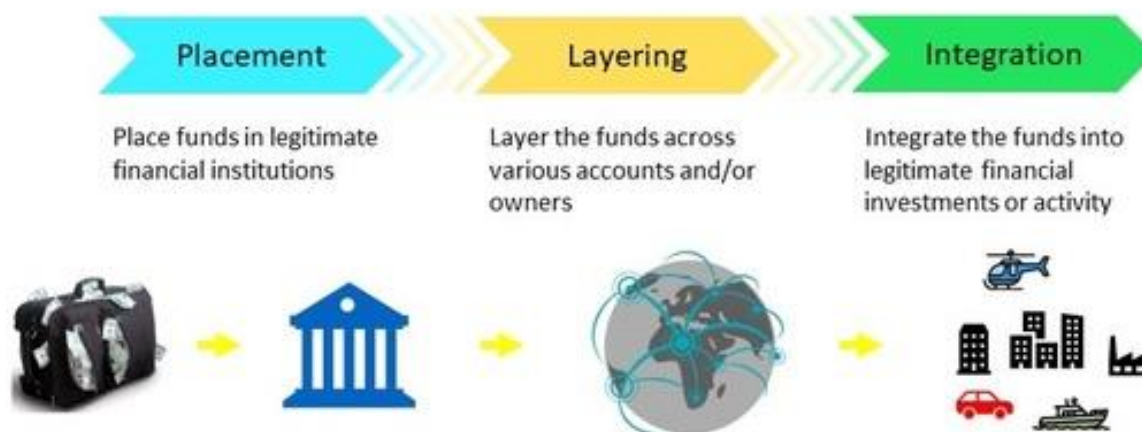 Placement
Layering
Integration
Place funds in legitimate
financial institutions
Layer the funds across
various accounts and/or
owners
Integrate the funds into
legitimate financial
investments or activity